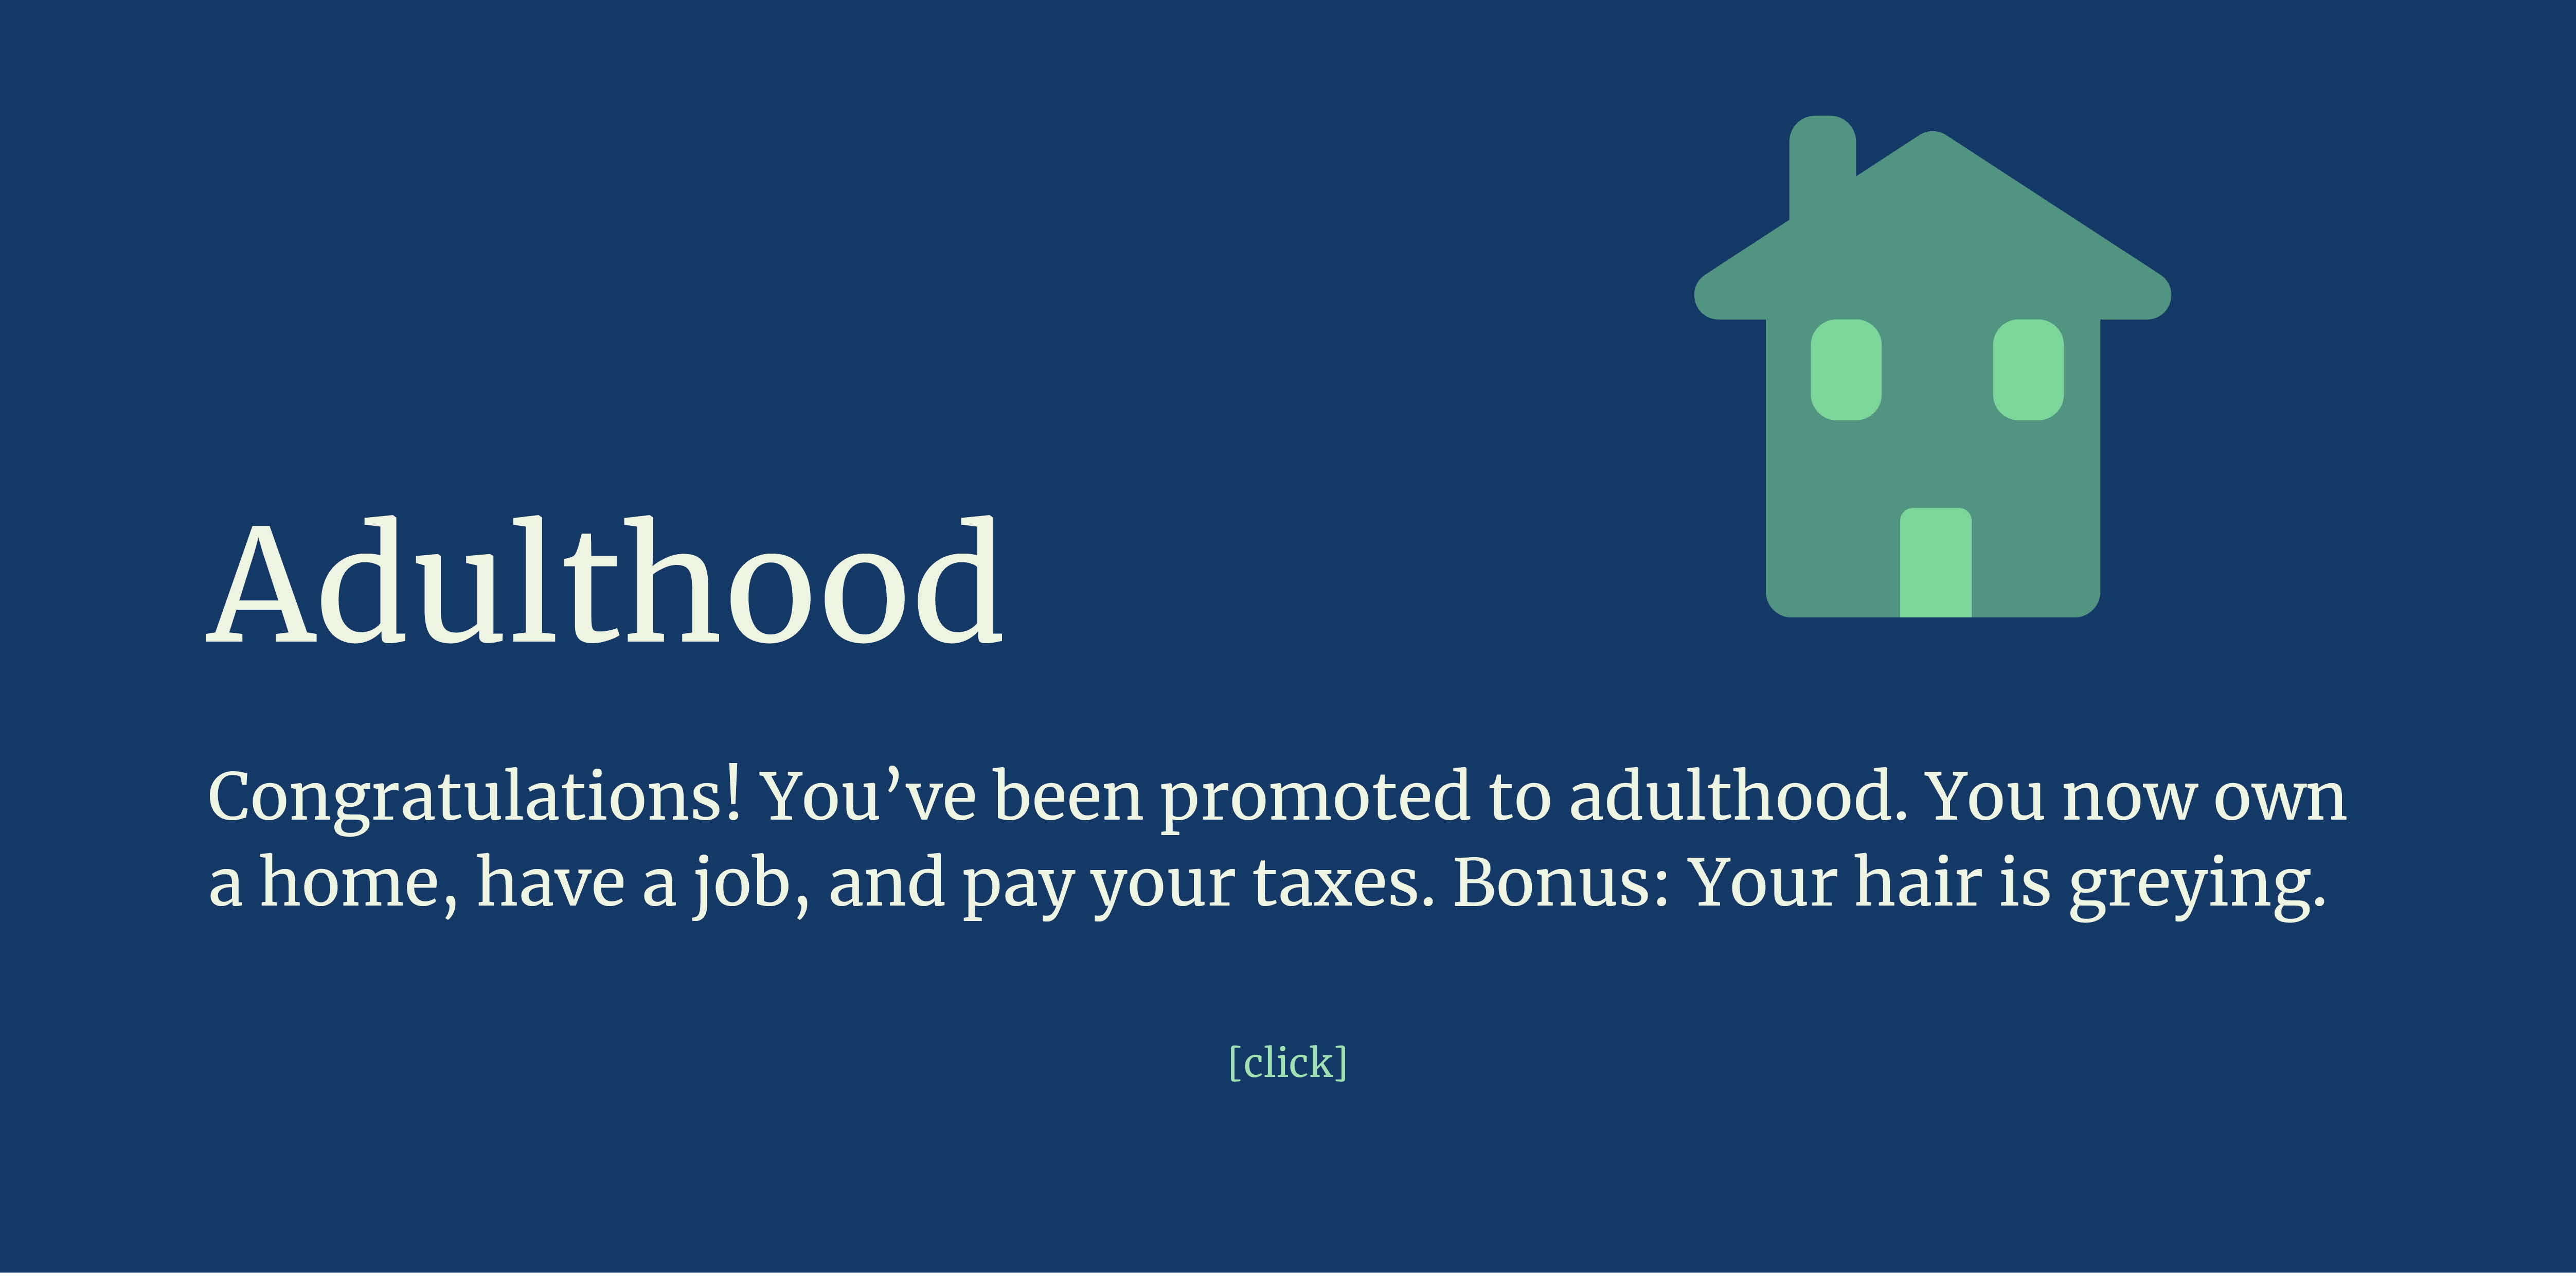 Adulthood
Congratulations! You’ve been promoted to adulthood. You now own
a home, have a job, and pay your taxes. Bonus: Your hair is greying.
[click]